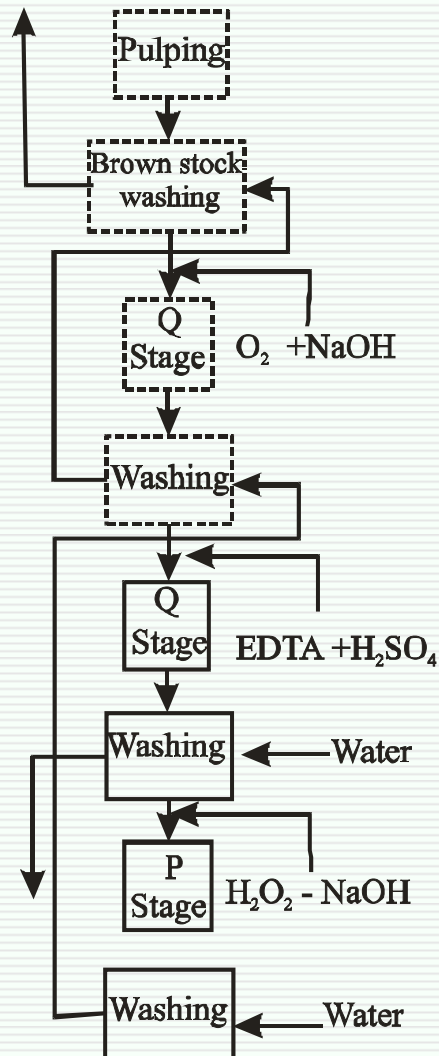 Pulping
Brown stock
washing
Q
Stage
O₂ +NaOH
Washing
Q
Stage
EDTA +H₂SO₄
Washing
Water
P
Stage
H₂O₂ - NaOH
Washing
Water